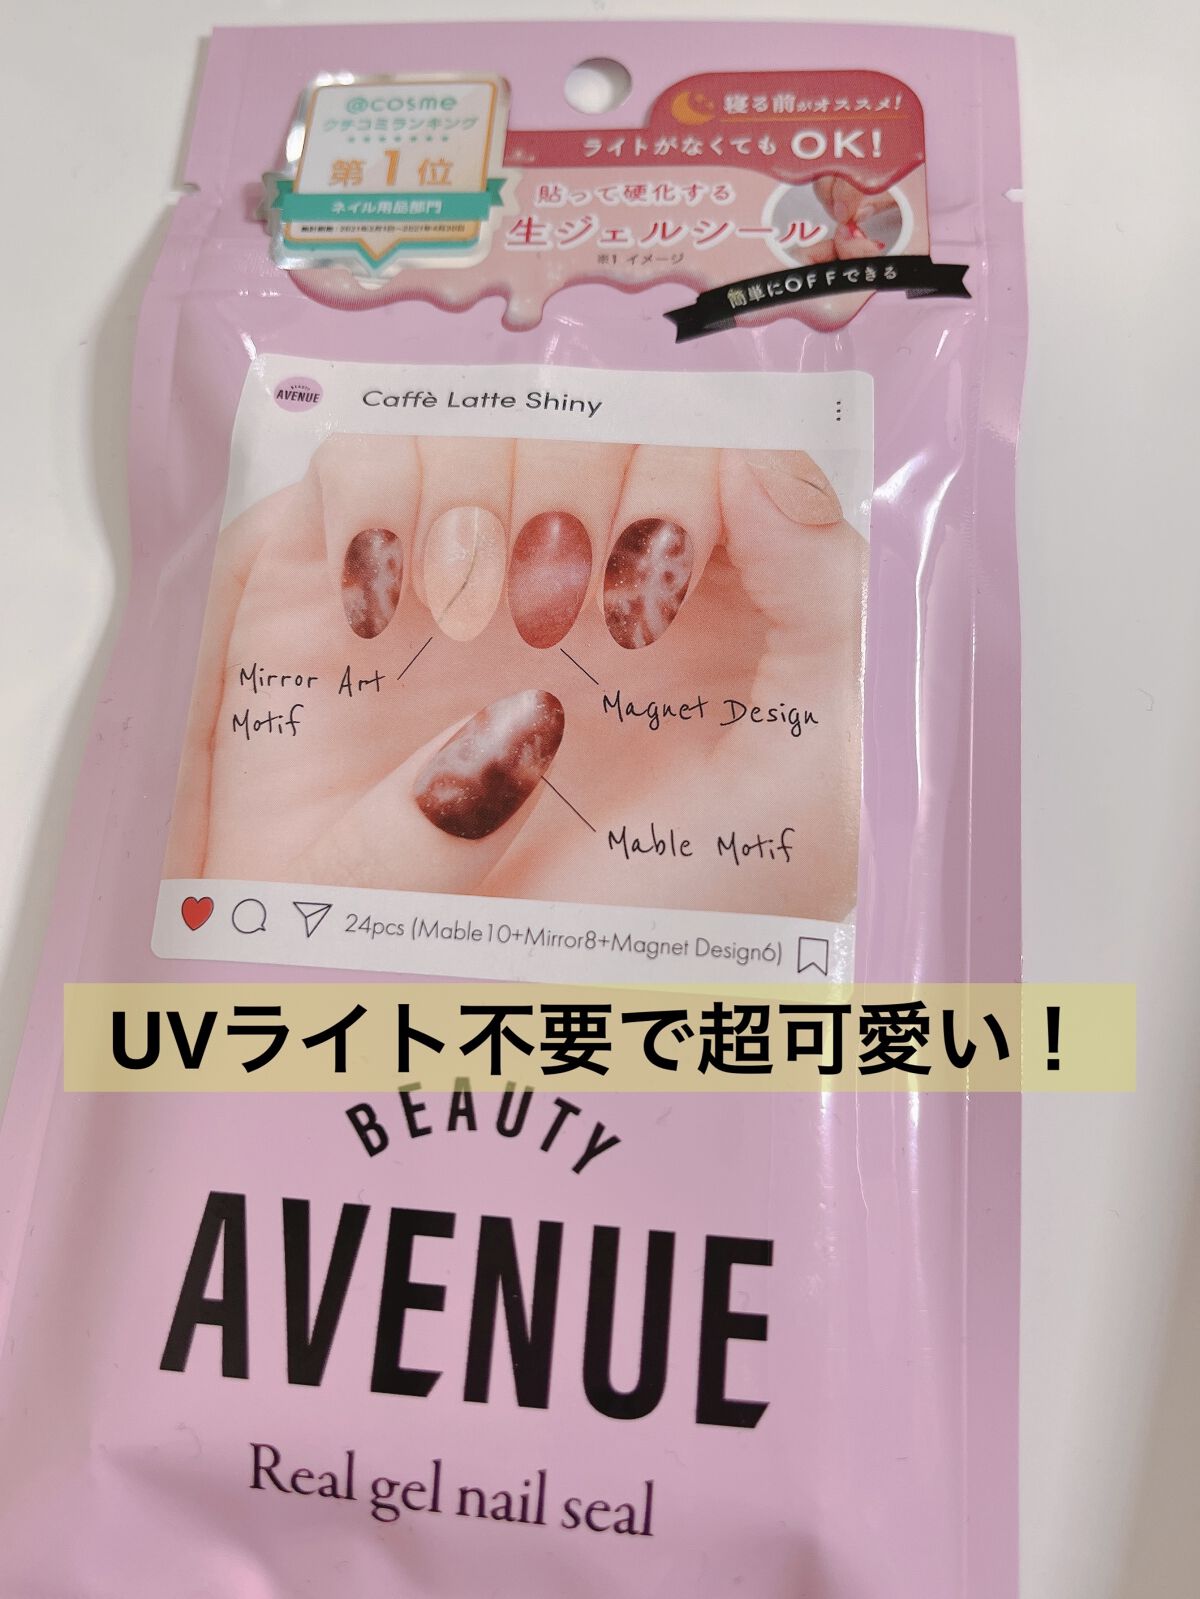 @cosme
クチコミランキング
第1位
ネイル用品部門
寝る前がオススメ!
ライトがなくてもOK!
貼って硬化する
生ジェルシール
※1 イメージ
簡単にOFFできる
BEAUTY
AVENUE
Caffè Latte Shiny
Mirror Art
Motif
Magnet Design
Mable Motif
24pcs (Mable10+Mirror8+Magnet Design6)
UVライト不要で超可愛い!
BEAUTY
AVENUE
Real gel nail seal